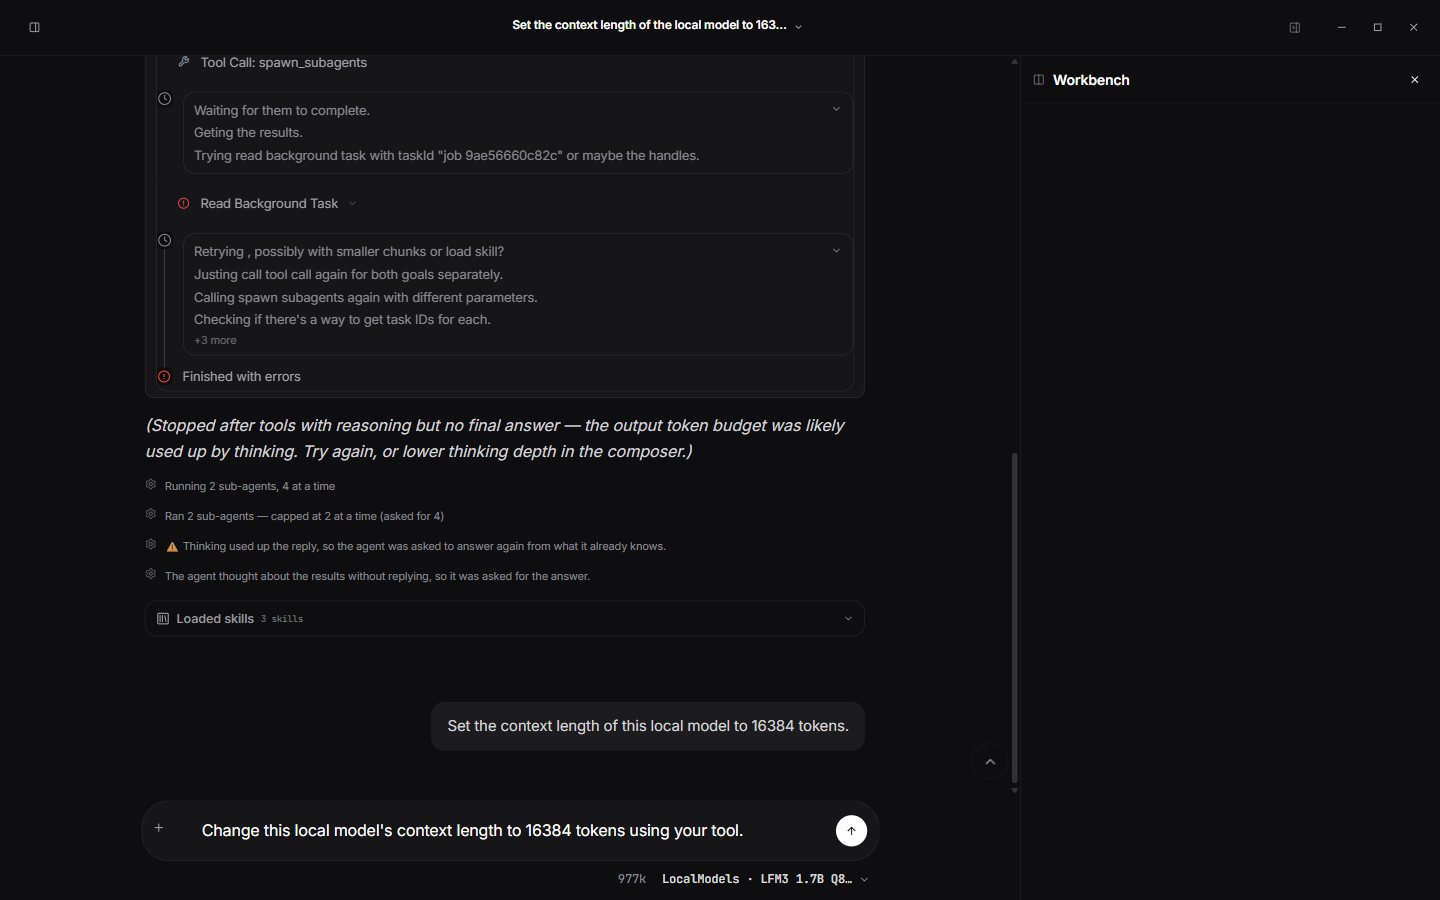 Set the context length of the local model to 163...
Tool Call: spawn_subagents
Waiting for them to complete.
Geting the results.
Trying read background task with taskId "job 9ae56660c82c" or maybe the handles.
Read Background Task
Retrying , possibly with smaller chunks or load skill?
Justing call tool call again for both goals separately.
Calling spawn subagents again with different parameters.
Checking if there's a way to get task IDs for each.
+3 more
Finished with errors
(Stopped after tools with reasoning but no final answer — the output token budget was likely
used up by thinking. Try again, or lower thinking depth in the composer.)
Running 2 sub-agents, 4 at a time
Ran 2 sub-agents — capped at 2 at a time (asked for 4)
⚠ Thinking used up the reply, so the agent was asked to answer again from what it already knows.
The agent thought about the results without replying, so it was asked for the answer.
Loaded skills 3 skills
Set the context length of this local model to 16384 tokens.
Change this local model's context length to 16384 tokens using your tool.
977k LocalModels · LFM3 1.7B Q8…
Workbench